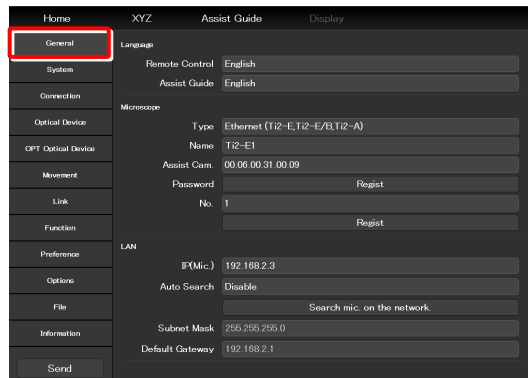 Home XYZ Assist Guide Display
General
System
Connection
Optical Device
OPT Optical Device
Movement
Link
Function
Preference
Options
File
Information
Send
Language
Remote Control English
Assist Guide English
Microscope
Type Ethernet (Ti2-E,Ti2-E/B,Ti2-A)
Name Ti2-E1
Assist Cam. 00.06.00.31.00.09
Password Regist
No. 1
Regist
LAN
IP(Mic.) 192.168.2.3
Auto Search Disable
Search mic. on the network.
Subnet Mask 255.255.255.0
Default Gateway 192.168.2.1